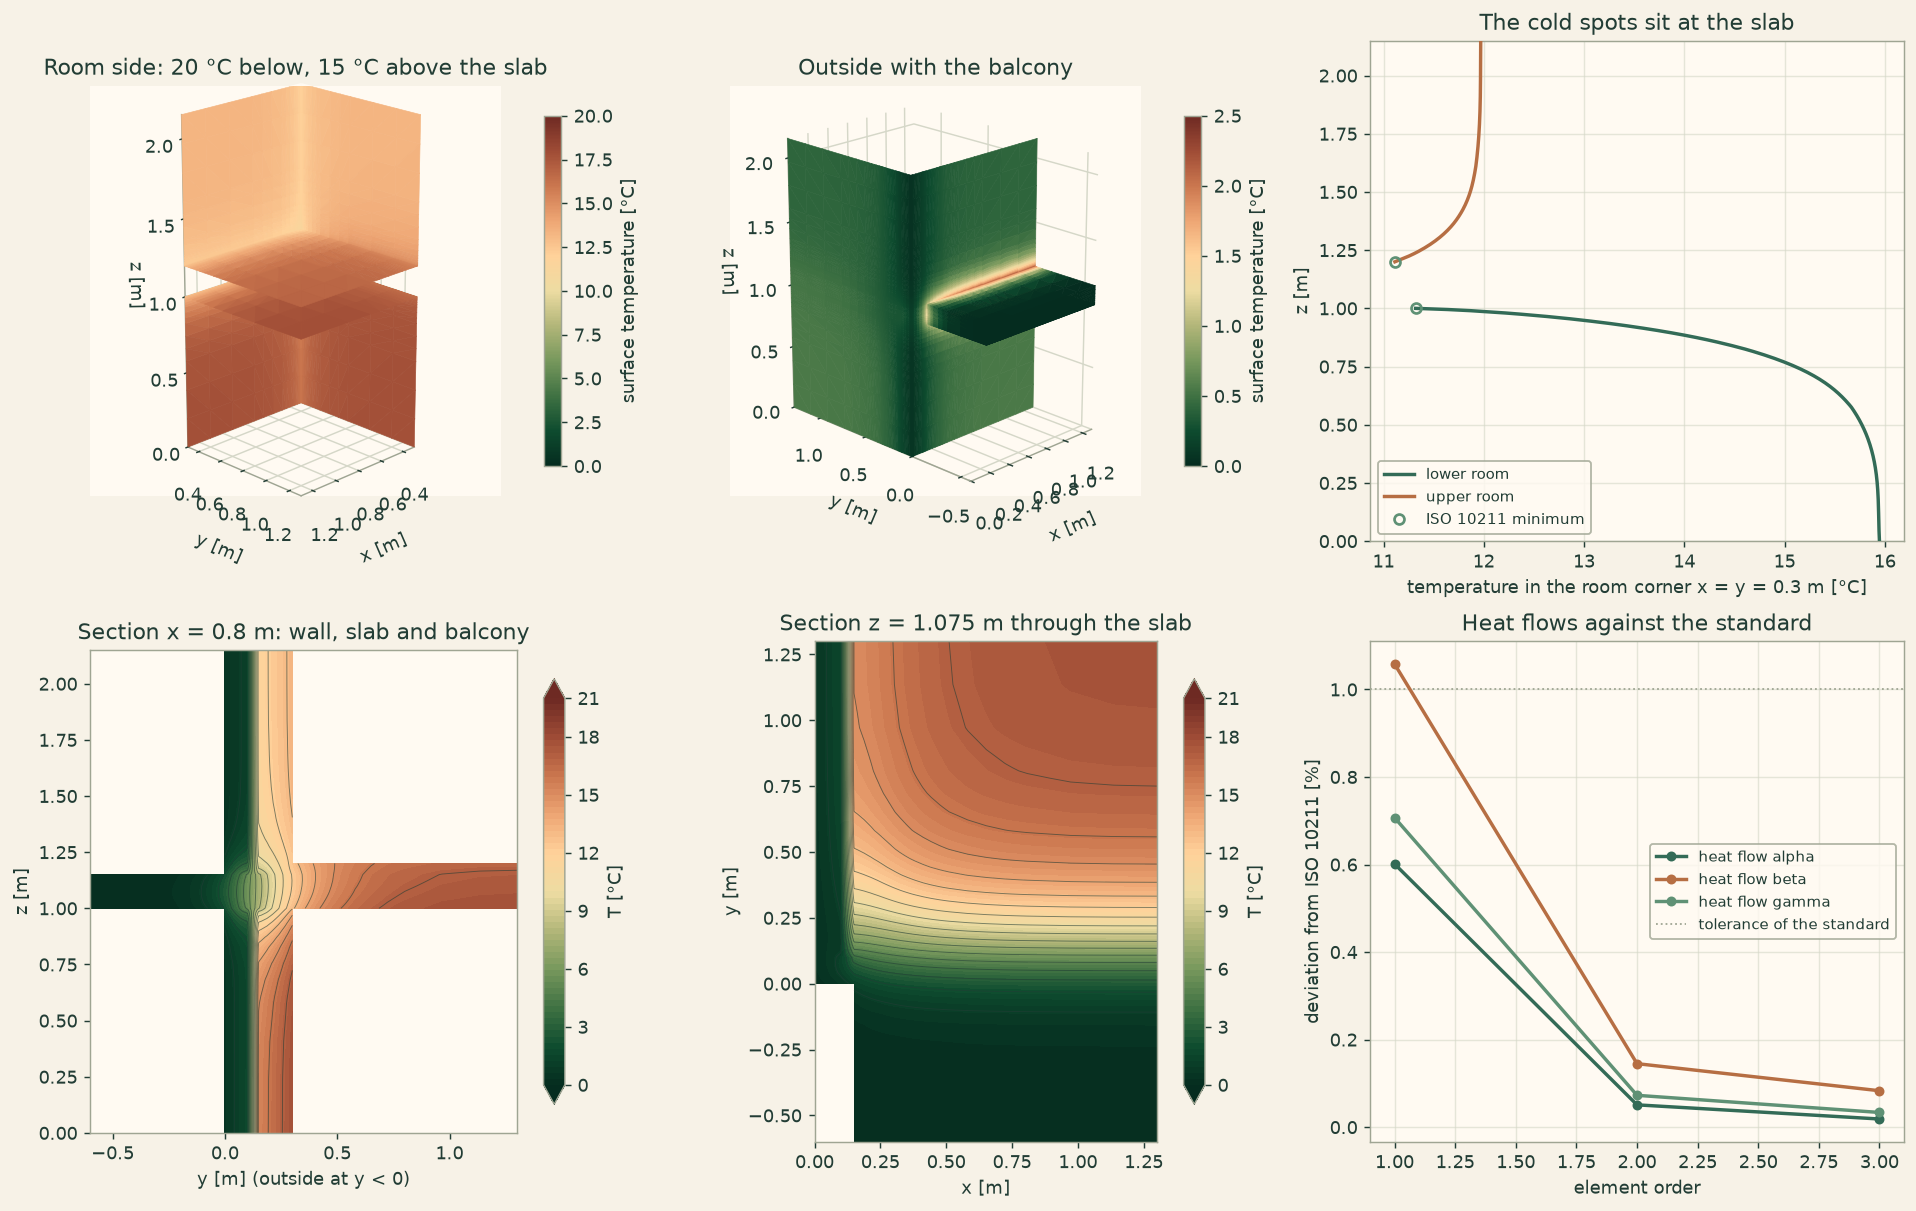 Room side: 20 °C below, 15 °C above the slab
2.0
1.5
1.0
0.5
0.0
z [m]
0.4
0.6
0.8
1.0
1.2
y [m]
1.2
1.0
0.8
0.6
0.4
x [m]
20.0
17.5
15.0
12.5
10.0
7.5
5.0
2.5
0.0
surface temperature [°C]
Outside with the balcony
2.0
1.5
1.0
0.5
0.0
z [m]
1.0
0.5
0.0
−0.5
y [m]
0.0
0.2
0.4
0.6
0.8
1.0
1.2
x [m]
2.5
2.0
1.5
1.0
0.5
0.0
surface temperature [°C]
The cold spots sit at the slab
2.00
1.75
1.50
1.25
1.00
0.75
0.50
0.25
0.00
z [m]
lower room
upper room
ISO 10211 minimum
11 12 13 14 15 16
temperature in the room corner x = y = 0.3 m [°C]
Section x = 0.8 m: wall, slab and balcony
2.00
1.75
1.50
1.25
1.00
0.75
0.50
0.25
0.00
z [m]
−0.5 0.0 0.5 1.0
y [m] (outside at y < 0)
21
18
15
12
9
6
3
0
T [°C]
Section z = 1.075 m through the slab
1.25
1.00
0.75
0.50
0.25
0.00
−0.25
−0.50
y [m]
0.00 0.25 0.50 0.75 1.00 1.25
x [m]
21
18
15
12
9
6
3
0
T [°C]
Heat flows against the standard
1.0
0.8
0.6
0.4
0.2
0.0
deviation from ISO 10211 [%]
heat flow alpha
heat flow beta
heat flow gamma
tolerance of the standard
1.00 1.25 1.50 1.75 2.00 2.25 2.50 2.75 3.00
element order